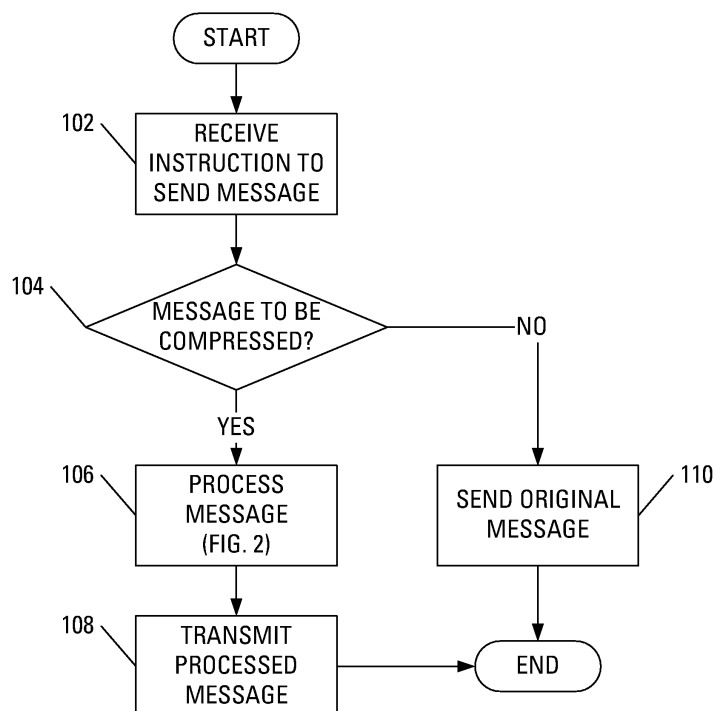 START
102
RECEIVE
INSTRUCTION TO
SEND MESSAGE
104
MESSAGE TO BE
COMPRESSED?
NO
YES
106
PROCESS
MESSAGE
(FIG. 2)
110
SEND ORIGINAL
MESSAGE
108
TRANSMIT
PROCESSED
MESSAGE
END